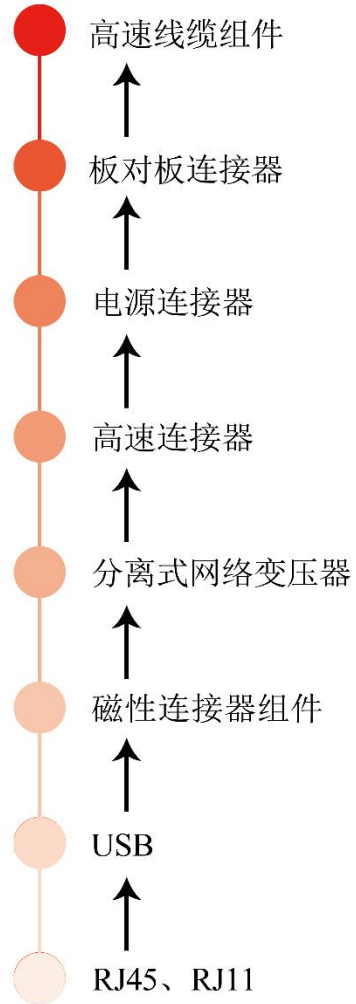 高速线缆组件
板对板连接器
电源连接器
高速连接器
分离式网络变压器
磁性连接器组件
USB
RJ45、RJ11